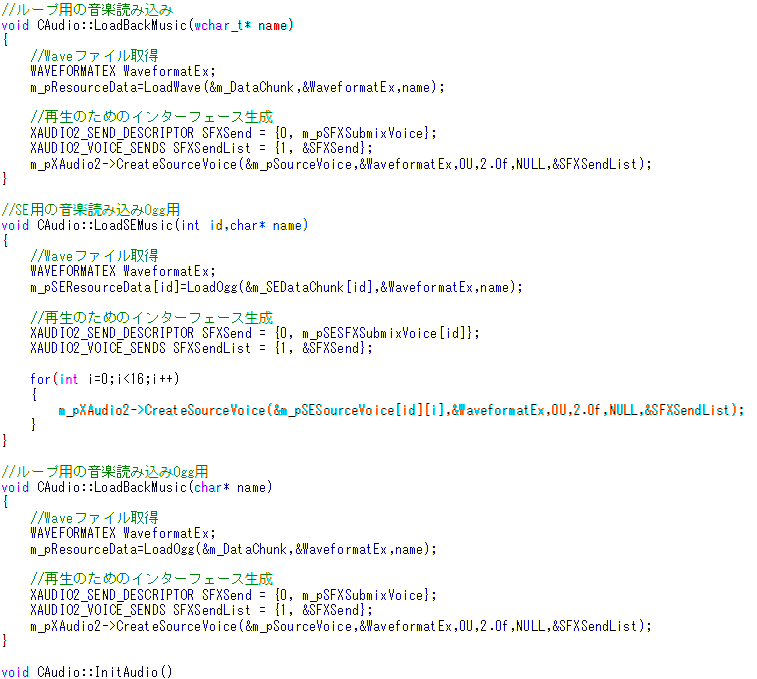 //ループ用の音楽読み込み
void CAudio::LoadBackMusic(wchar_t* name)
{
//Waveファイル取得
WAVEFORMATEX WaveformatEx;
m_pResourceData=LoadWave(&m_DataChunk,&WaveformatEx,name);
//再生のためのインターフェース生成
XAUDIO2_SEND_DESCRIPTOR SFXSend = {0, m_pSFXSubmixVoice};
XAUDIO2_VOICE_SENDS SFXSendList = {1, &SFXSend};
m_pXAudio2->CreateSourceVoice(&m_pSourceVoice,&WaveformatEx,0U,2.0f,NULL,&SFXSendList);
}
//SE用の音楽読み込みOgg用
void CAudio::LoadSEMusic(int id,char* name)
{
//Waveファイル取得
WAVEFORMATEX WaveformatEx;
m_pSEResourceData[id]=LoadOgg(&m_SEDataChunk[id],&WaveformatEx,name);
//再生のためのインターフェース生成
XAUDIO2_SEND_DESCRIPTOR SFXSend = {0, m_pSESFXSubmixVoice[id]};
XAUDIO2_VOICE_SENDS SFXSendList = {1, &SFXSend};
for(int i=0;i<16;i++)
{
m_pXAudio2->CreateSourceVoice(&m_pSESourceVoice[id][i],&WaveformatEx,0U,2.0f,NULL,&SFXSendList);
}
}
//ループ用の音楽読み込みOgg用
void CAudio::LoadBackMusic(char* name)
{
//Waveファイル取得
WAVEFORMATEX WaveformatEx;
m_pResourceData=LoadOgg(&m_DataChunk,&WaveformatEx,name);
//再生のためのインターフェース生成
XAUDIO2_SEND_DESCRIPTOR SFXSend = {0, m_pSFXSubmixVoice};
XAUDIO2_VOICE_SENDS SFXSendList = {1, &SFXSend};
m_pXAudio2->CreateSourceVoice(&m_pSourceVoice,&WaveformatEx,0U,2.0f,NULL,&SFXSendList);
}
void CAudio::InitAudio()